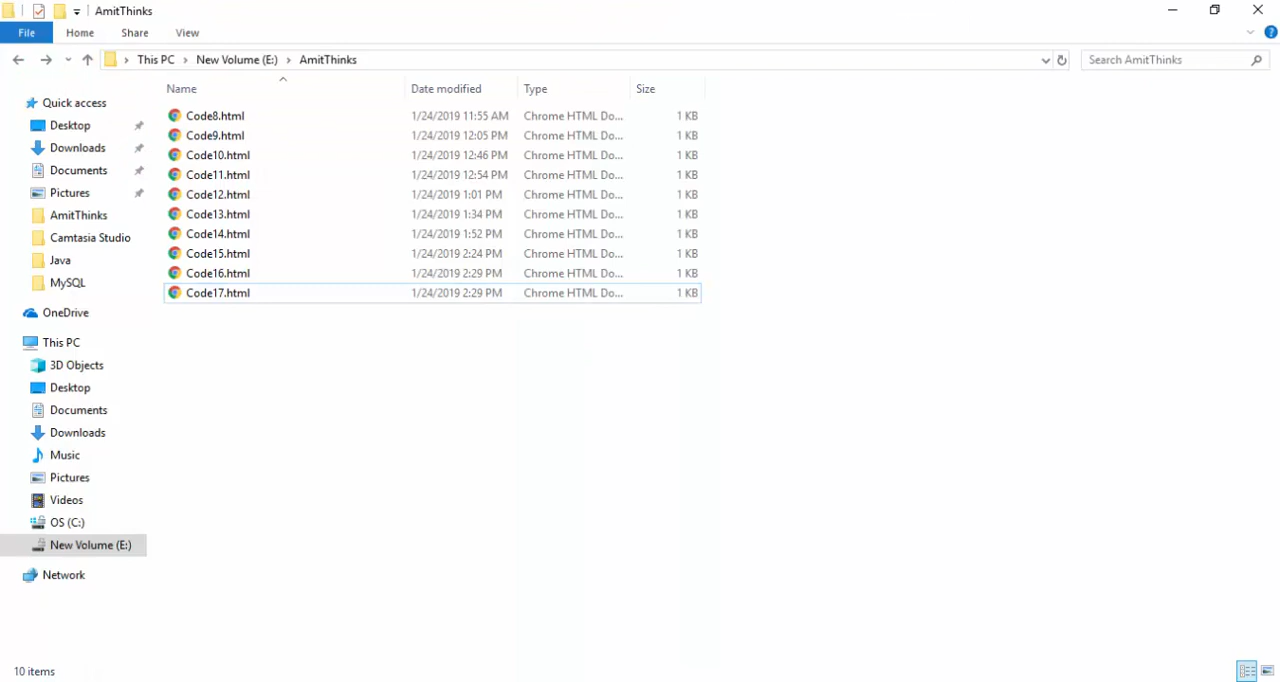 AmitThinks
File Home Share View
This PC New Volume (E:) AmitThinks Search AmitThinks
Name Date modified Type Size
Code8.html 1/24/2019 11:55 AM Chrome HTML Do... 1 KB
Code9.html 1/24/2019 12:05 PM Chrome HTML Do... 1 KB
Code10.html 1/24/2019 12:46 PM Chrome HTML Do... 1 KB
Code11.html 1/24/2019 12:54 PM Chrome HTML Do... 1 KB
Code12.html 1/24/2019 1:01 PM Chrome HTML Do... 1 KB
Code13.html 1/24/2019 1:34 PM Chrome HTML Do... 1 KB
Code14.html 1/24/2019 1:52 PM Chrome HTML Do... 1 KB
Code15.html 1/24/2019 2:24 PM Chrome HTML Do... 1 KB
Code16.html 1/24/2019 2:29 PM Chrome HTML Do... 1 KB
Code17.html 1/24/2019 2:29 PM Chrome HTML Do... 1 KB
Quick access
Desktop
Downloads
Documents
Pictures
AmitThinks
Camtasia Studio
Java
MySQL
OneDrive
This PC
3D Objects
Desktop
Documents
Downloads
Music
Pictures
Videos
OS (C:)
New Volume (E:)
Network
10 items